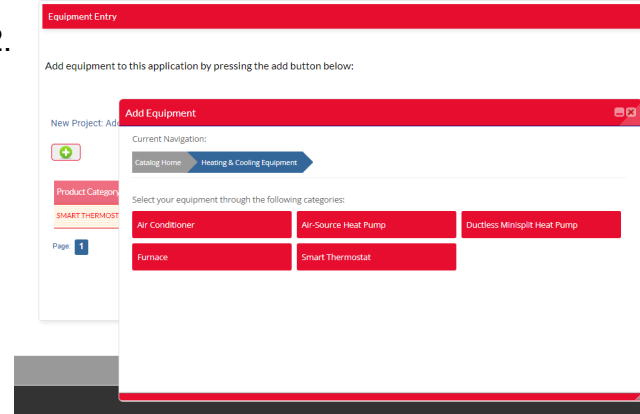 Equipment Entry
2.
Add equipment to this application by pressing the add button below:
Add Equipment
New Project: Add
Current Navigation:
Catalog Home
Heating & Cooling Equipment
Product Category
Select your equipment through the following categories:
SMART THERMOST
Air Conditioner
Air-Source Heat Pump
Ductless Minisplit Heat Pump
Page: 1
Furnace
Smart Thermostat